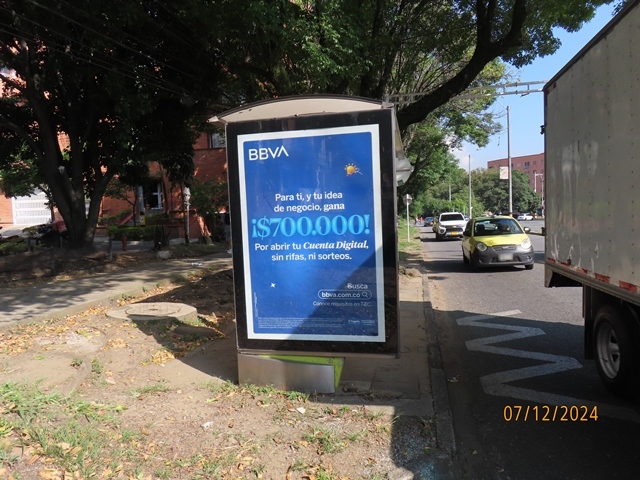 BBVA
Para ti, y tu idea
de negocio, gana
¡$700.000!
Por abrir tu Cuenta Digital,
sin rifas, ni sorteos.
Busca
bbva.com.co
07/12/2024